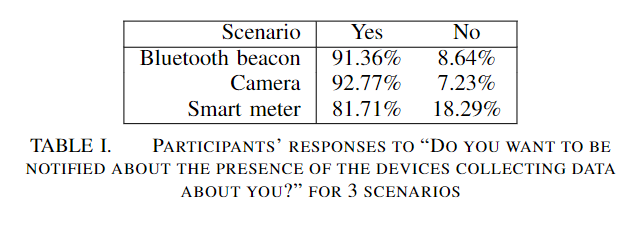 Scenario Yes No
Bluetooth beacon 91.36% 8.64%
Camera 92.77% 7.23%
Smart meter 81.71% 18.29%
TABLE I. PARTICIPANTS' RESPONSES TO “DO YOU WANT TO BE
NOTIFIED ABOUT THE PRESENCE OF THE DEVICES COLLECTING DATA
ABOUT YOU?” FOR 3 SCENARIOS